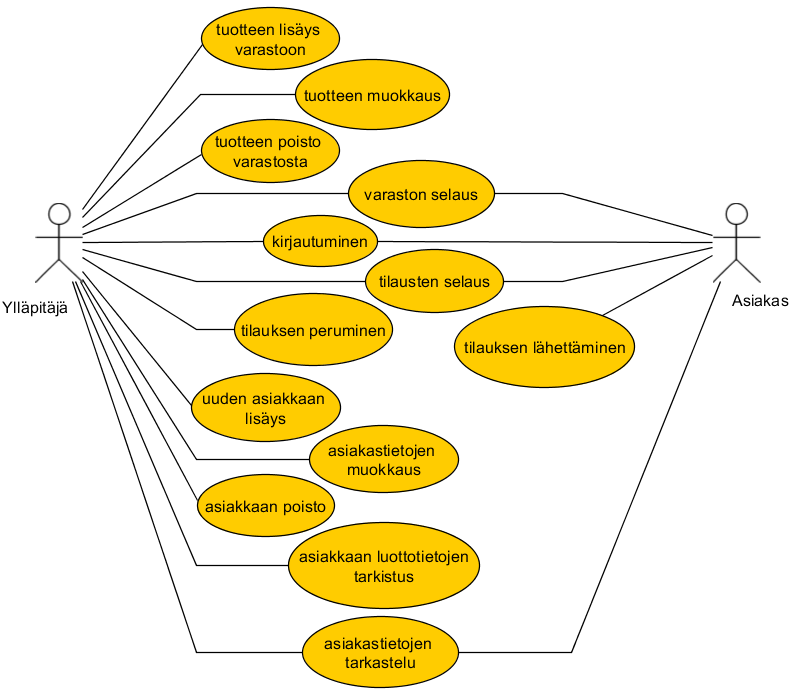 tuotteen lisäys
varastoon
tuotteen muokkaus
tuotteen poisto
varastosta
varaston selaus
kirjautuminen
tilausten selaus
Ylläpitäjä
Asiakas
tilauksen peruminen
tilauksen lähettäminen
uuden asiakkaan
lisäys
asiakastietojen
muokkaus
asiakkaan poisto
asiakkaan luottotietojen
tarkistus
asiakastietojen
tarkastelu